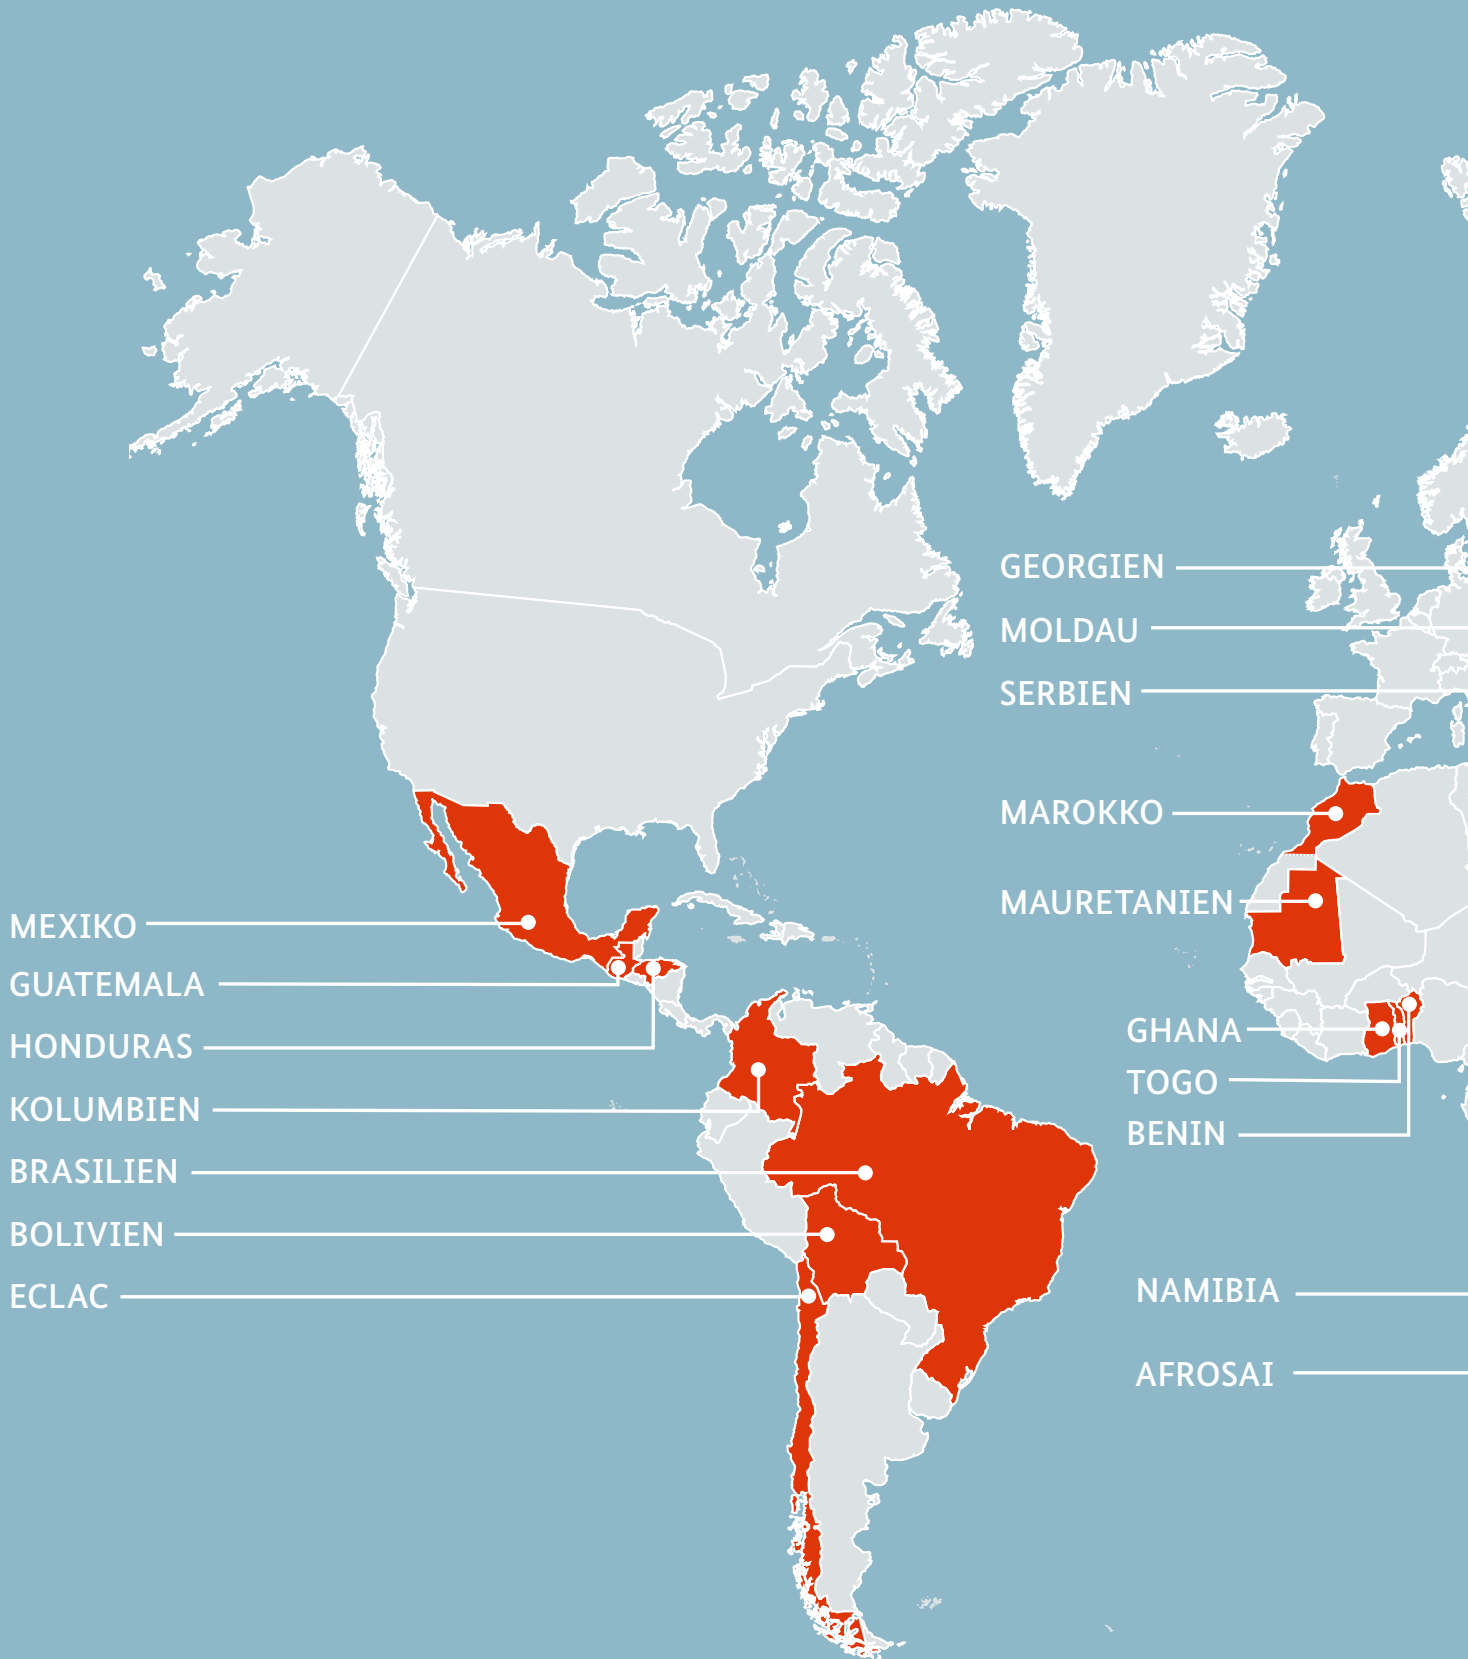 GEORGIEN
MOLDAU
SERBIEN
MAROKKO
MAURETANIEN
MEXIKO
GUATEMALA
HONDURAS
KOLUMBIEN
BRASILIEN
BOLIVIEN
ECLAC
GHANA
TOGO
BENIN
NAMIBIA
AFROSAI